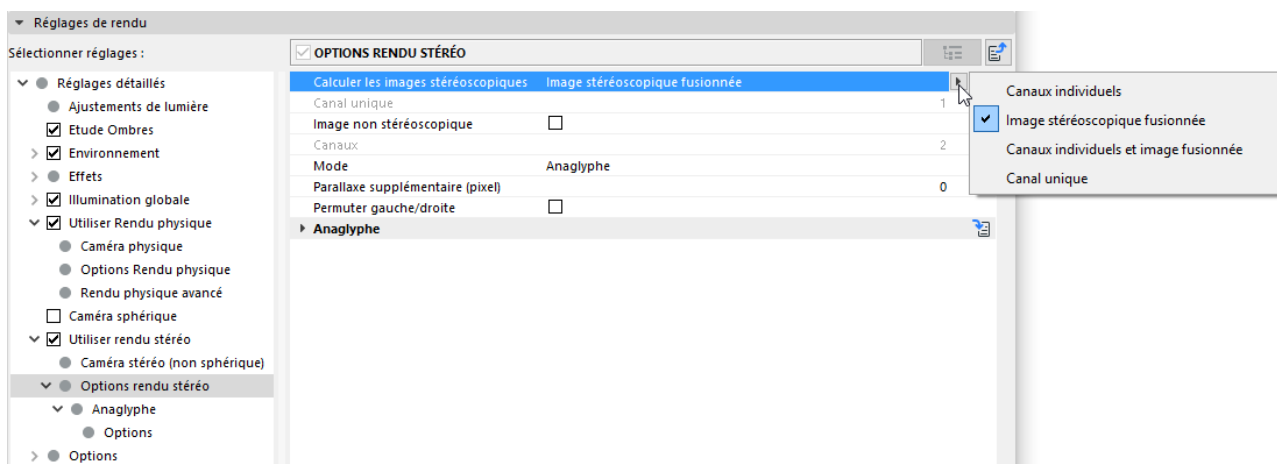 Réglages de rendu
Sélectionner réglages :
Réglages détaillés
Ajustements de lumière
Etude Ombres
Environnement
Effets
Illumination globale
Utiliser Rendu physique
Caméra physique
Options Rendu physique
Rendu physique avancé
Caméra sphérique
Utiliser rendu stéréo
Caméra stéréo (non sphérique)
Options rendu stéréo
Anaglyphe
Options
Options
OPTIONS RENDU STÉRÉO
Calculer les images stéréoscopiques Image stéréoscopique fusionnée
Canal unique 1
Image non stéréoscopique
Canaux 2
Mode Anaglyphe
Parallaxe supplémentaire (pixel) 0
Permuter gauche/droite
Anaglyphe
Canaux individuels
Image stéréoscopique fusionnée
Canaux individuels et image fusionnée
Canal unique